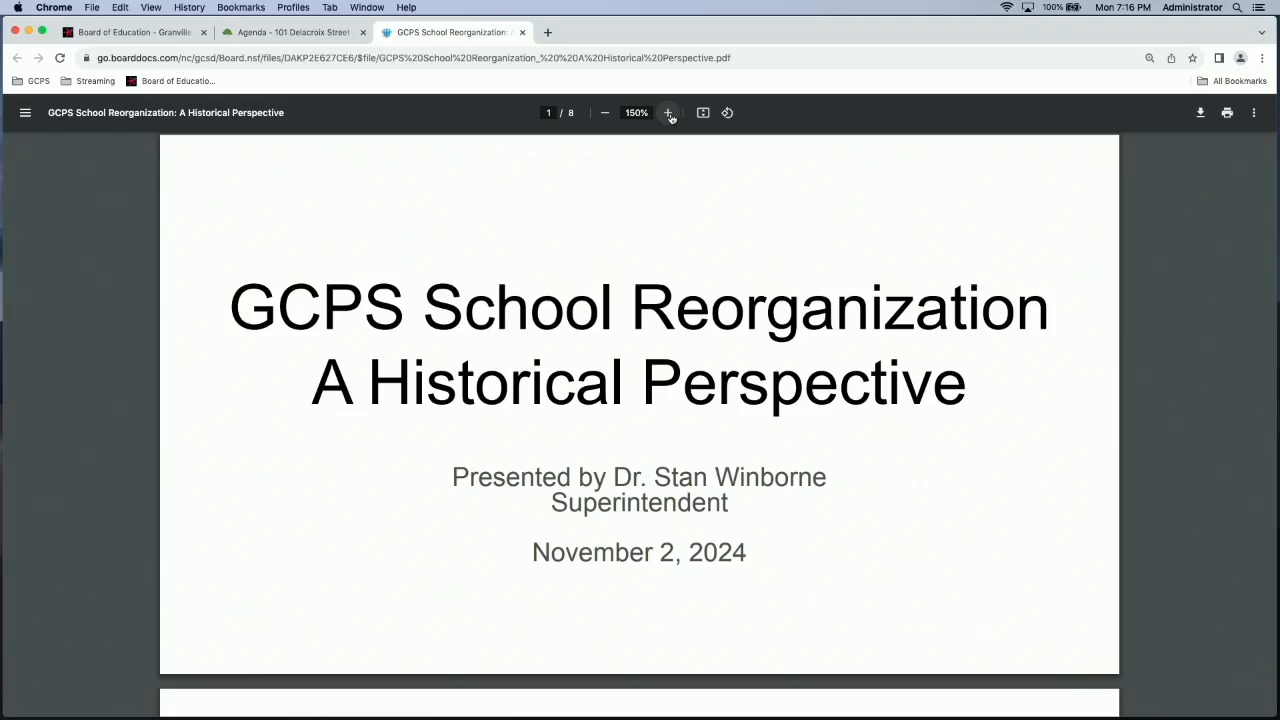 Chrome File Edit View History Bookmarks Profiles Tab Window Help 100% Mon 7:16 PM Administrator
Board of Education - Granville Agenda - 101 Delacroix Street GCPS School Reorganization:
go.boarddocs.com/nc/gcsd/Board.nsf/files/DAKP2E627CE6/$file/GCPS%20School%20Reorganization_%20%20A%20Historical%20Perspective.pdf
GCPS Streaming Board of Educatio... All Bookmarks
GCPS School Reorganization: A Historical Perspective 1 / 8 150%
GCPS School Reorganization
A Historical Perspective
Presented by Dr. Stan Winborne
Superintendent
November 2, 2024